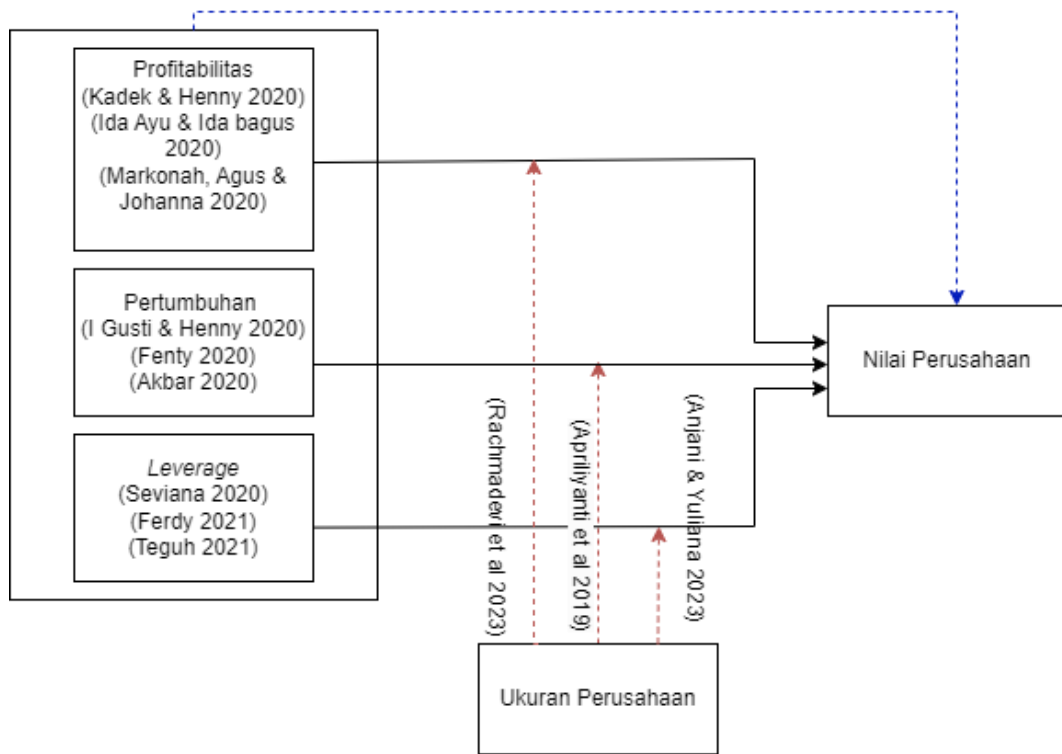 Profitabilitas
(Kadek & Henny 2020)
(Ida Ayu & Ida bagus
2020)
(Markonah, Agus &
Johanna 2020)
Pertumbuhan
(I Gusti & Henny 2020)
(Fenty 2020)
(Akbar 2020)
Leverage
(Seviana 2020)
(Ferdy 2021)
(Teguh 2021)
(Rachmadevi et al 2023)
(Apriliyanti et al 2019)
(Anjani & Yuliana 2023)
Nilai Perusahaan
Ukuran Perusahaan